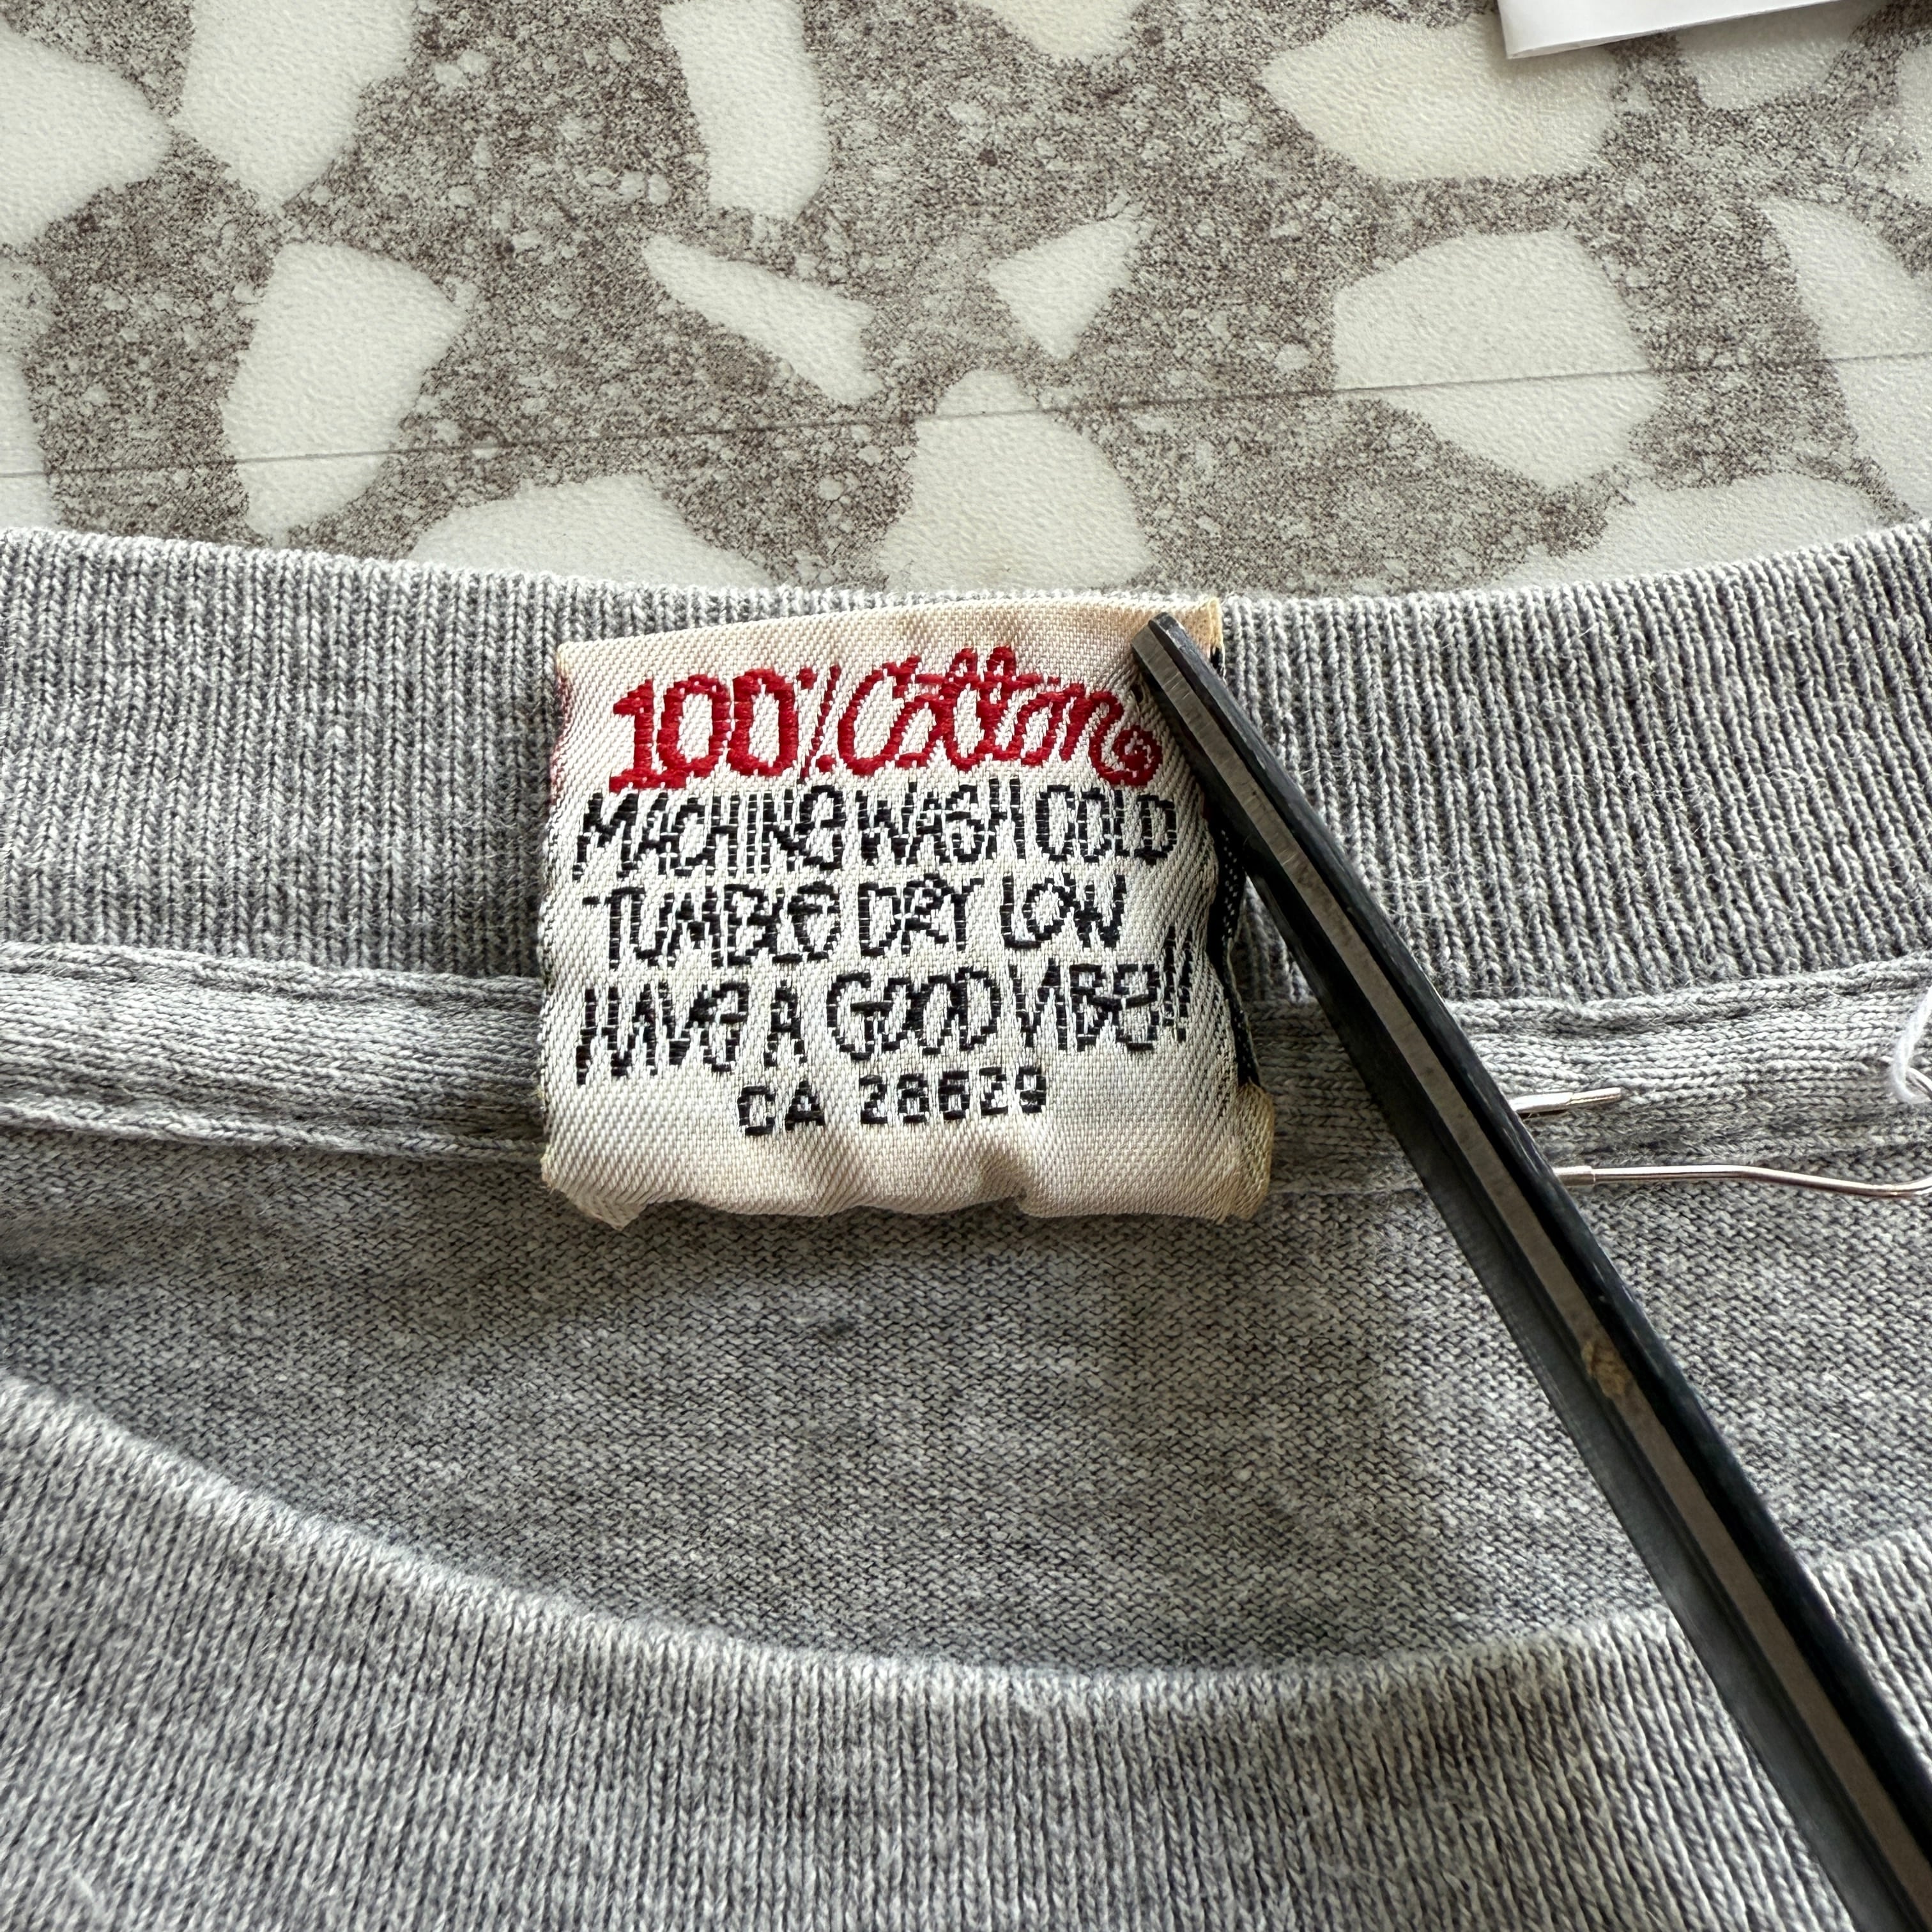 100% Cotton
MACHINE WASH COLD
TUMBLE DRY LOW
HAVE A GOOD VIBE!!
CA 28629